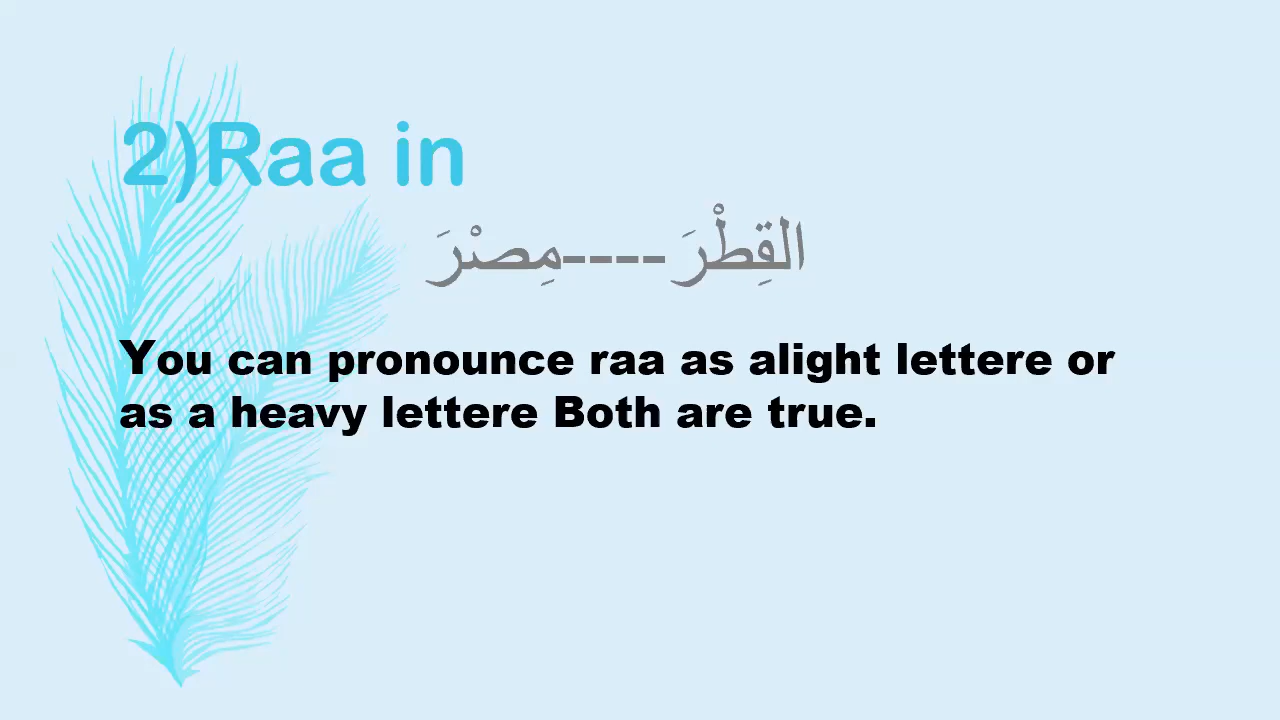 2)Raa in
القِطْرَ----مِصْرَ
You can pronounce raa as alight lettere or
as a heavy lettere Both are true.